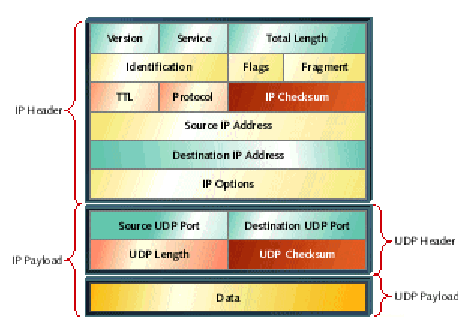 Version Service Total Length
Identification Flags Fragment
TTL Protocol IP Checksum
IP Header
Source IP Address
Destination IP Address
IP Options
Source UDP Port Destination UDP Port
UDP Header
UDP Length UDP Checksum
IP Payload
Data
UDP Payload